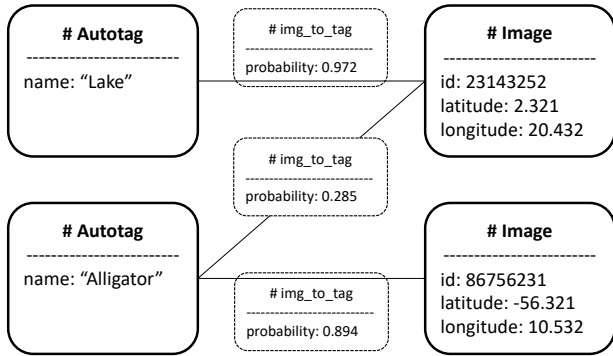 # Autotag
name: “Lake”
# img_to_tag
probability: 0.972
# Image
id: 23143252
latitude: 2.321
longitude: 20.432
# img_to_tag
probability: 0.285
# Autotag
name: “Alligator”
# img_to_tag
probability: 0.894
# Image
id: 86756231
latitude: -56.321
longitude: 10.532